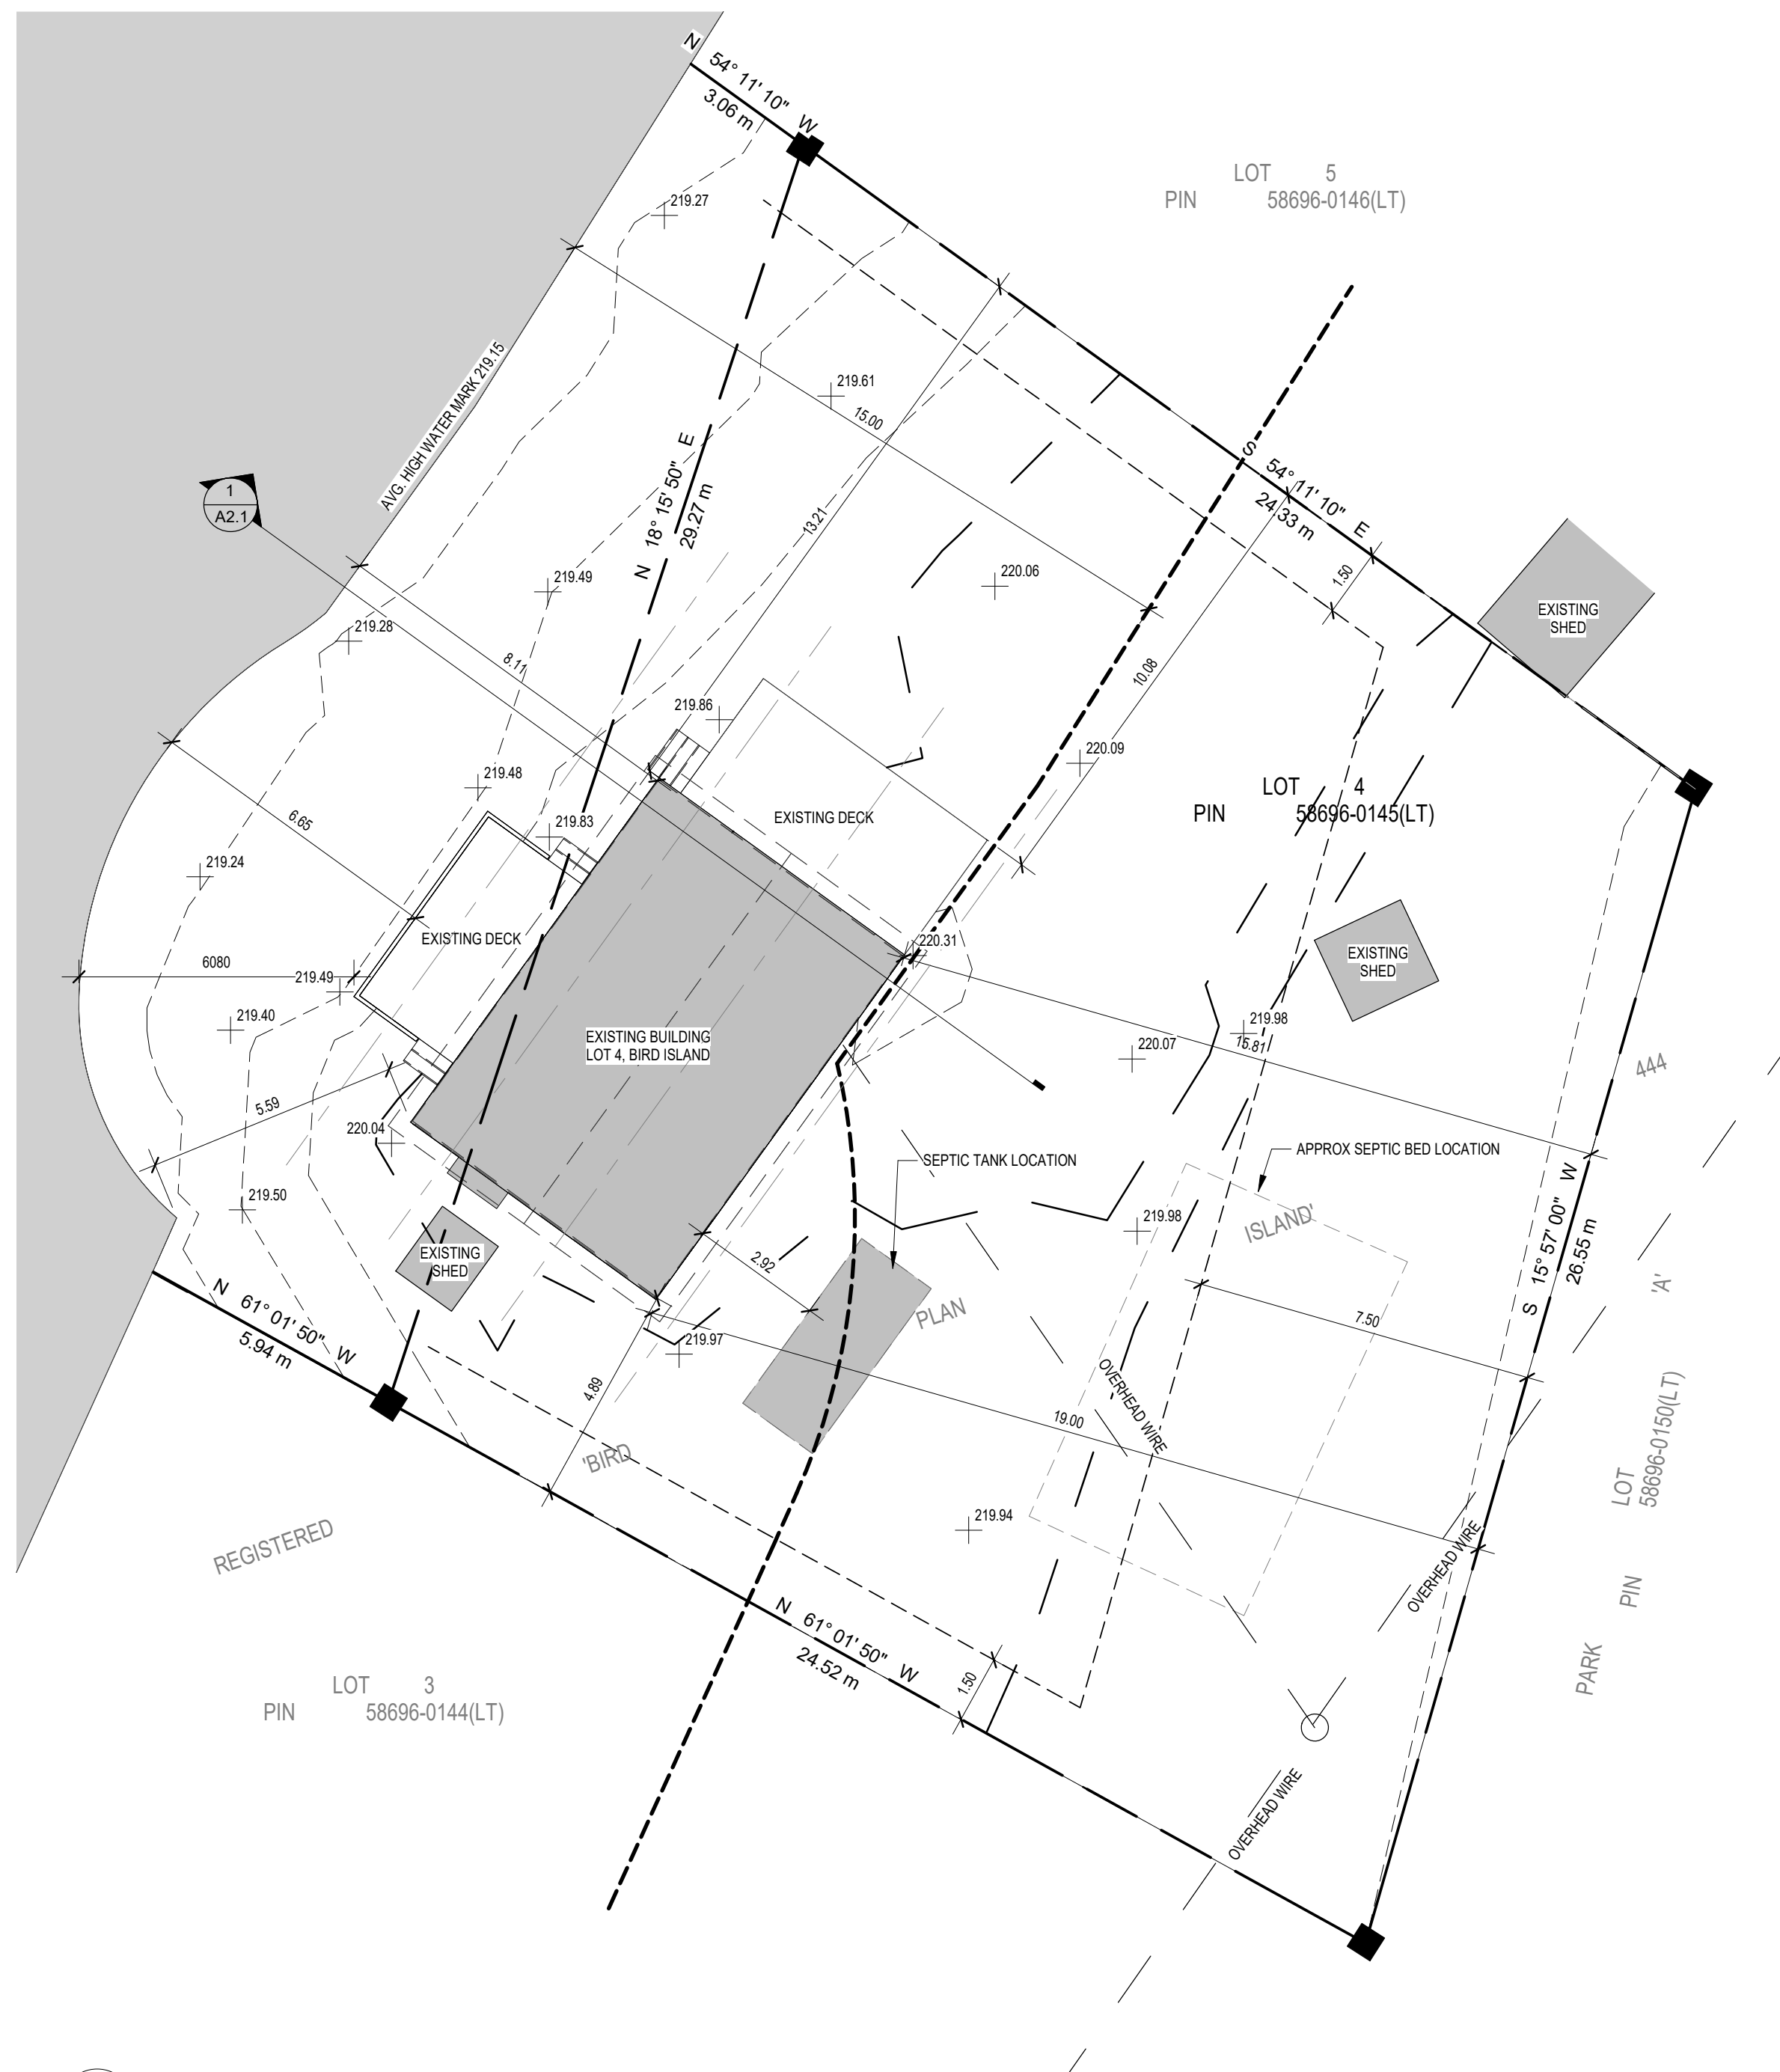 N 54° 11' 10" W
3.06 m
LOT 5
PIN 58696-0146(LT)
219.27
AVG. HIGH WATER MARK 219.15
219.61
15.00
N 18° 15' 50" E
29.27 m
13.21
S 54° 11' 10" E
24.33 m
1.50
1
A2.1
219.49
220.06
EXISTING
SHED
219.28
8.11
10.08
219.86
220.09
219.48
LOT 4
PIN 58696-0145(LT)
6.65
219.83
EXISTING DECK
219.24
EXISTING DECK
220.31
EXISTING
SHED
6080
219.49
219.40
EXISTING BUILDING
LOT 4, BIRD ISLAND
219.98
15.81
220.07
444
5.59
220.04
SEPTIC TANK LOCATION
APPROX SEPTIC BED LOCATION
219.50
219.98
ISLAND'
S 15° 57' 00" W
26.55 m
EXISTING
SHED
2.92
'A'
N 61° 01' 50" W
5.94 m
PLAN
7.50
219.97
OVERHEAD WIRE
4.89
19.00
'BIRD
LOT
58696-0150(LT)
219.94
REGISTERED
OVERHEAD WIRE
PIN
N 61° 01' 50" W
24.52 m
1.50
PARK
LOT 3
PIN 58696-0144(LT)
OVERHEAD WIRE